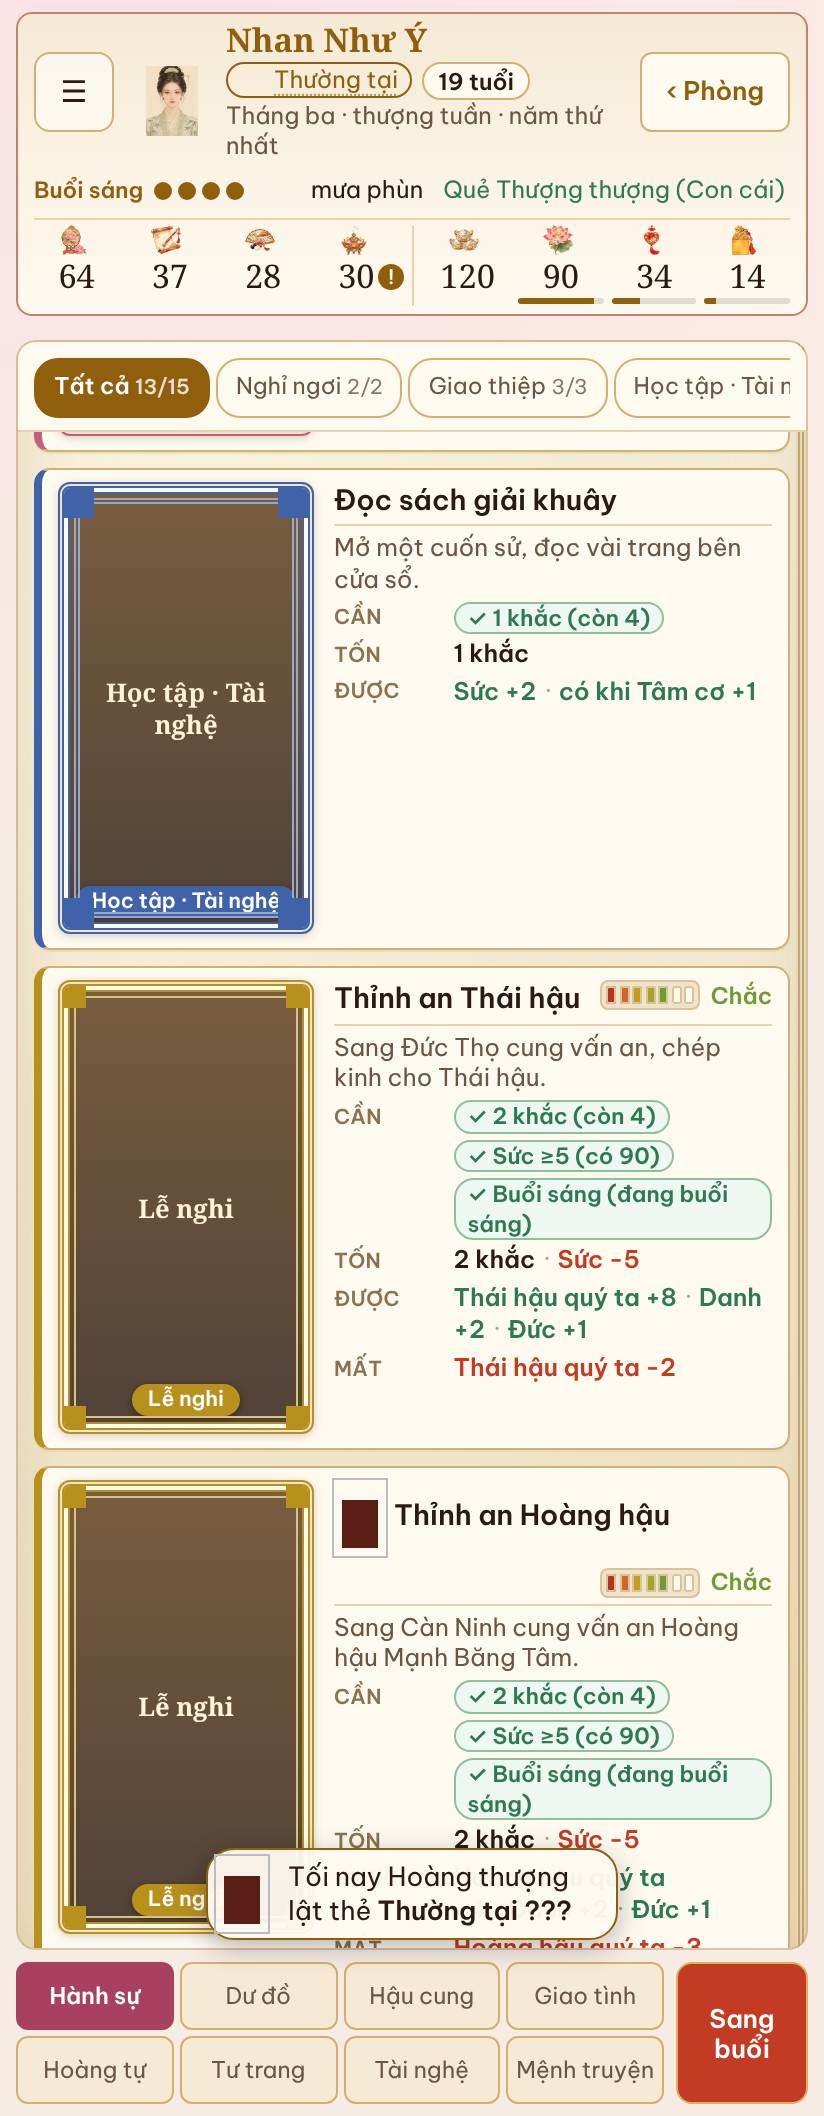 Nhan Như Ý
☰
Thường tại
19 tuổi
Tháng ba · thượng tuần · năm thứ
nhất
‹ Phòng
Buổi sáng
mưa phùn
Quẻ Thượng thượng (Con cái)
64
37
28
30 !
120
90
34
14
Tất cả 13/15
Nghỉ ngơi 2/2
Giao thiệp 3/3
Học tập · Tài
Học tập · Tài
nghệ
Học tập · Tài nghệ
Đọc sách giải khuây
Mở một cuốn sử, đọc vài trang bên
cửa sổ.
CẦN
✓ 1 khắc (còn 4)
TỐN
1 khắc
ĐƯỢC
Sức +2 · có khi Tâm cơ +1
Lễ nghi
Lễ nghi
Thỉnh an Thái hậu
Chắc
Sang Đức Thọ cung vấn an, chép
kinh cho Thái hậu.
CẦN
✓ 2 khắc (còn 4)
✓ Sức ≥5 (có 90)
✓ Buổi sáng (đang buổi
sáng)
TỐN
2 khắc · Sức -5
ĐƯỢC
Thái hậu quý ta +8 · Danh
+2 · Đức +1
MẤT
Thái hậu quý ta -2
Lễ nghi
Thỉnh an Hoàng hậu
Chắc
Sang Càn Ninh cung vấn an Hoàng
hậu Mạnh Băng Tâm.
CẦN
✓ 2 khắc (còn 4)
✓ Sức ≥5 (có 90)
✓ Buổi sáng (đang buổi
sáng)
TỐN
2 khắc · Sức -5
quý ta
· Đức +1
MẤT
Hoàng hậu quý ta -3
Lễ
Tối nay Hoàng thượng
lật thẻ Thường tại ???
Hành sự
Dư đồ
Hậu cung
Giao tình
Hoàng tự
Tư trang
Tài nghệ
Mệnh truyện
Sang
buổi